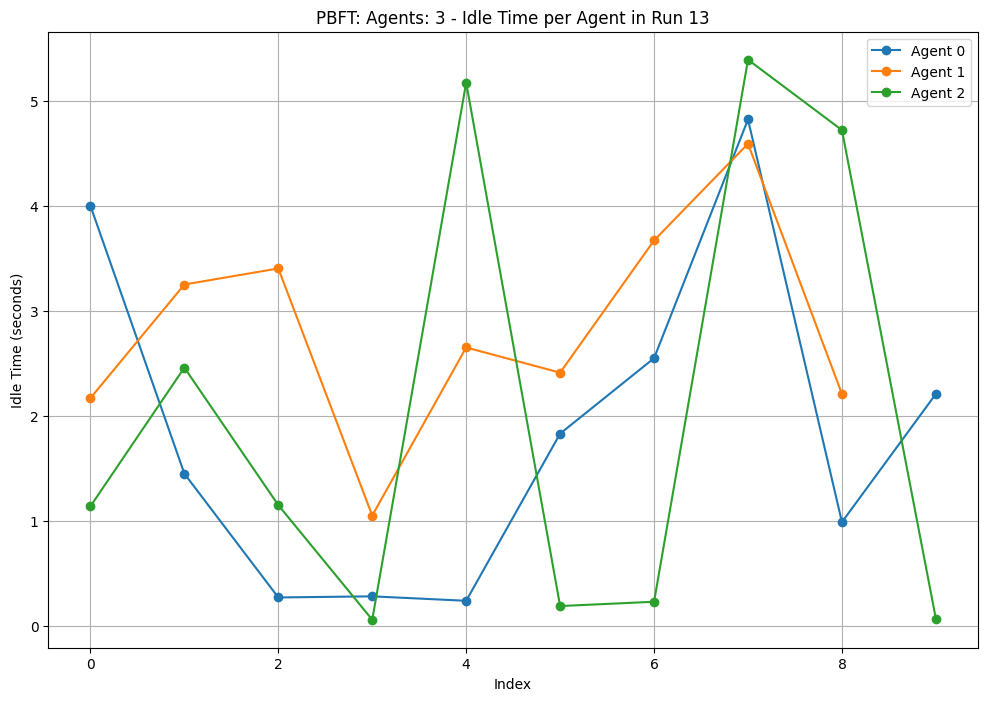 PBFT: Agents: 3 - Idle Time per Agent in Run 13
Agent 0
Agent 1
Agent 2
Idle Time (seconds)
5
4
3
2
1
0
0 2 4 6 8
Index